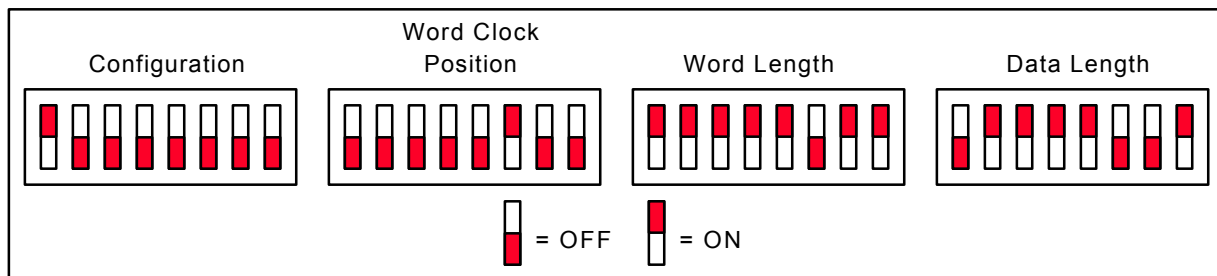 Configuration
Word Clock
Position
Word Length
Data Length
= OFF
= ON